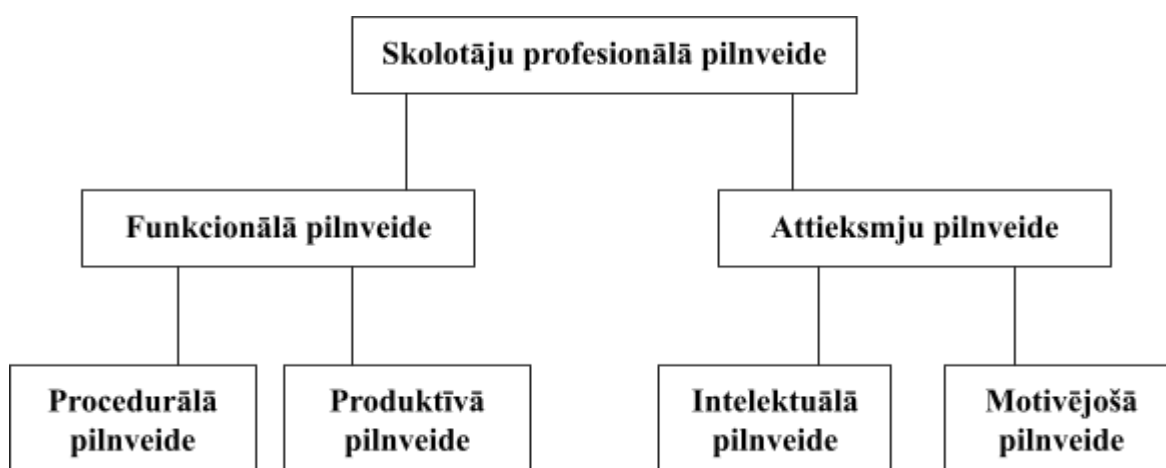 Skolotāju profesionālā pilnveide
Funkcionālā pilnveide
Attieksmju pilnveide
Procedurālā
pilnveide
Produktīvā
pilnveide
Intelektuālā
pilnveide
Motivējošā
pilnveide